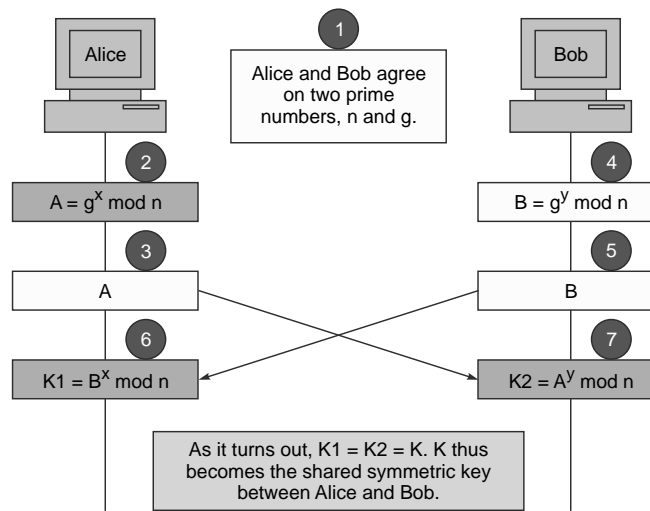 1
Alice
Bob
Alice and Bob agree
on two prime
numbers, n and g.
2
4
A = g^x mod n
B = g^y mod n
3
5
A
B
6
7
K1 = B^x mod n
K2 = A^y mod n
As it turns out, K1 = K2 = K. K thus
becomes the shared symmetric key
between Alice and Bob.